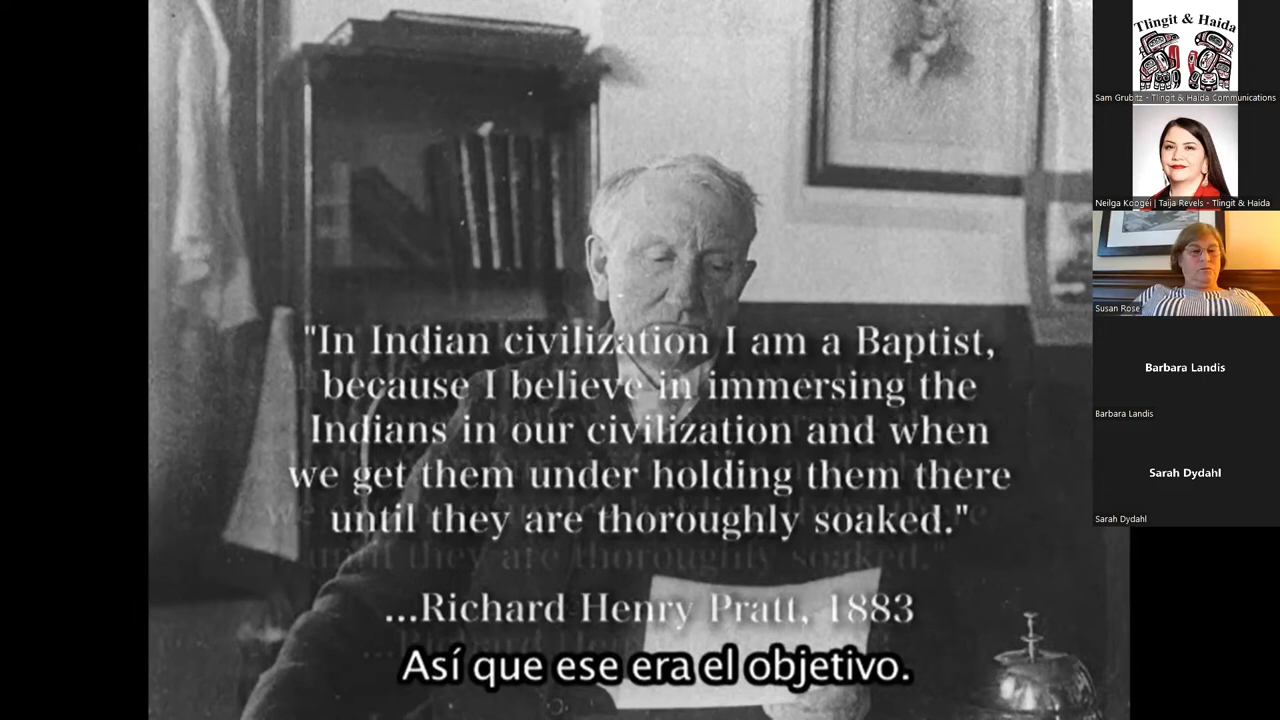 "In Indian civilization I am a Baptist,
because I believe in immersing the
Indians in our civilization and when
we get them under holding them there
until they are thoroughly soaked."
...Richard Henry Pratt, 1883
Así que ese era el objetivo.
Tlingit & Haida
Sam Grubitz - Tlingit & Haida Communications
Neilga Koogéi | Taija Revels - Tlingit & Haida
Susan Rose
Barbara Landis
Barbara Landis
Sarah Dydahl
Sarah Dydahl